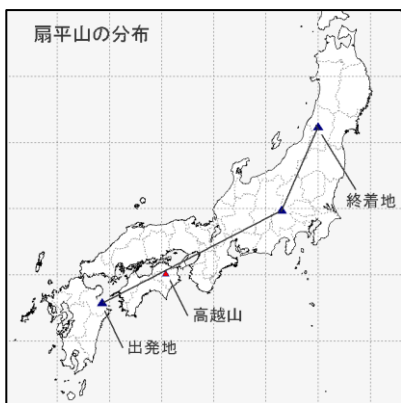 扇平山の分布
終着地
高越山
出発地